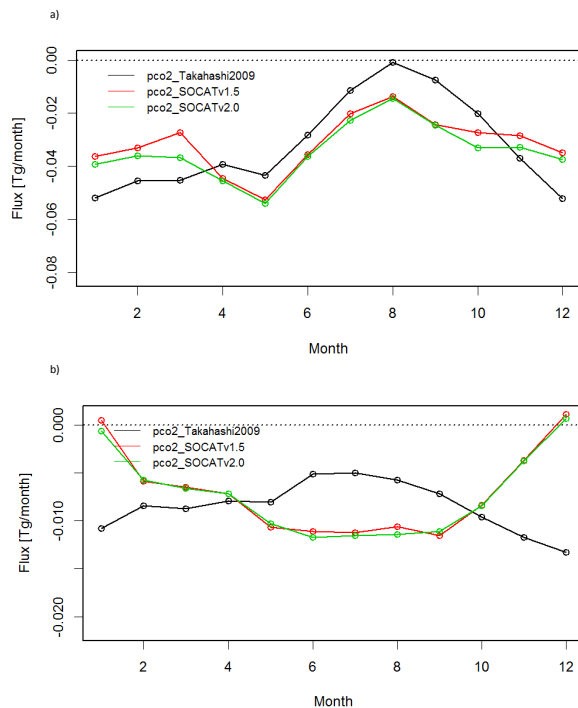 a)
0.00
-0.02
-0.04
-0.06
-0.08
Flux [Tg/month]
pco2_Takahashi2009
pco2_SOCATv1.5
pco2_SOCATv2.0
2 4 6 8 10 12
Month
b)
0.000
-0.010
-0.020
Flux [Tg/month]
pco2_Takahashi2009
pco2_SOCATv1.5
pco2_SOCATv2.0
2 4 6 8 10 12
Month